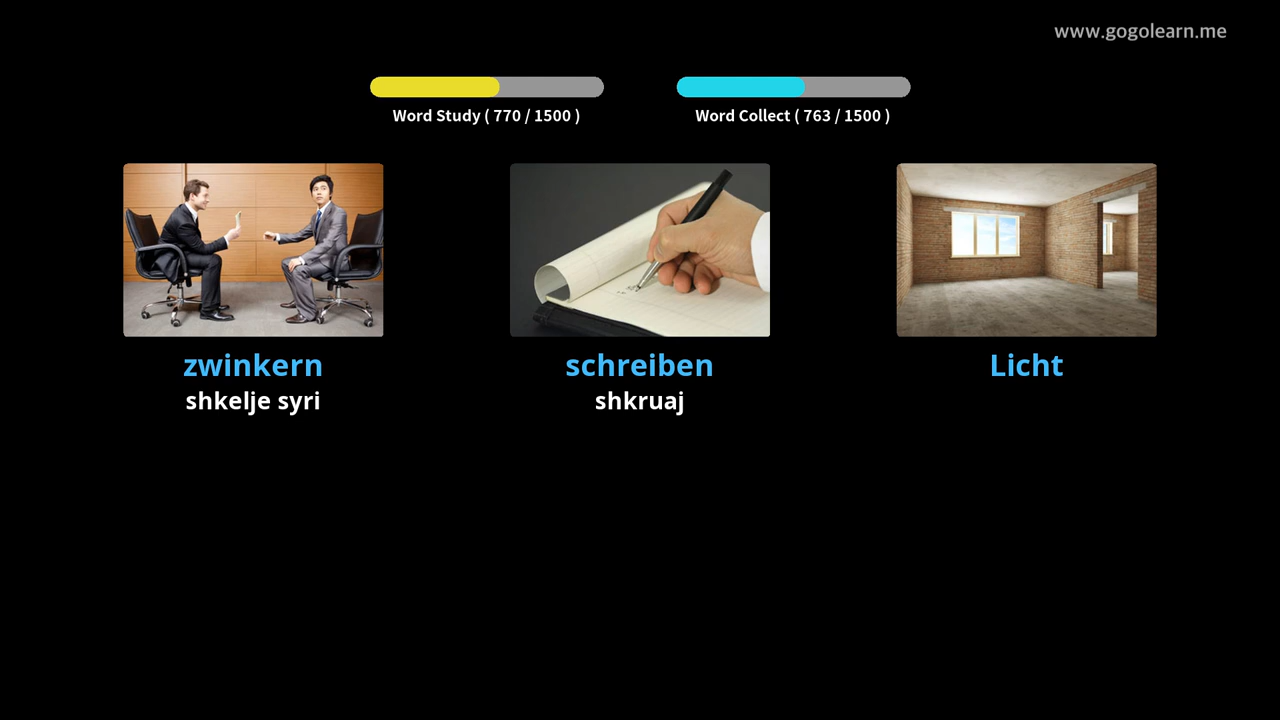 www.gogolearn.me
Word Study ( 770 / 1500 )
Word Collect ( 763 / 1500 )
zwinkern
shkelje syri
schreiben
shkruaj
Licht